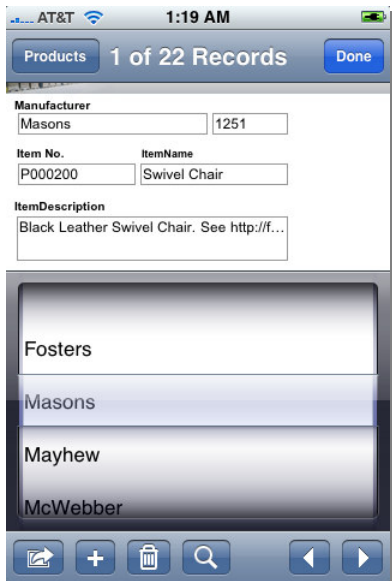 AT&T 1:19 AM
Products 1 of 22 Records Done
Manufacturer
Masons 1251
Item No. ItemName
P000200 Swivel Chair
ItemDescription
Black Leather Swivel Chair. See http://f...
Fosters
Masons
Mayhew
McWebber